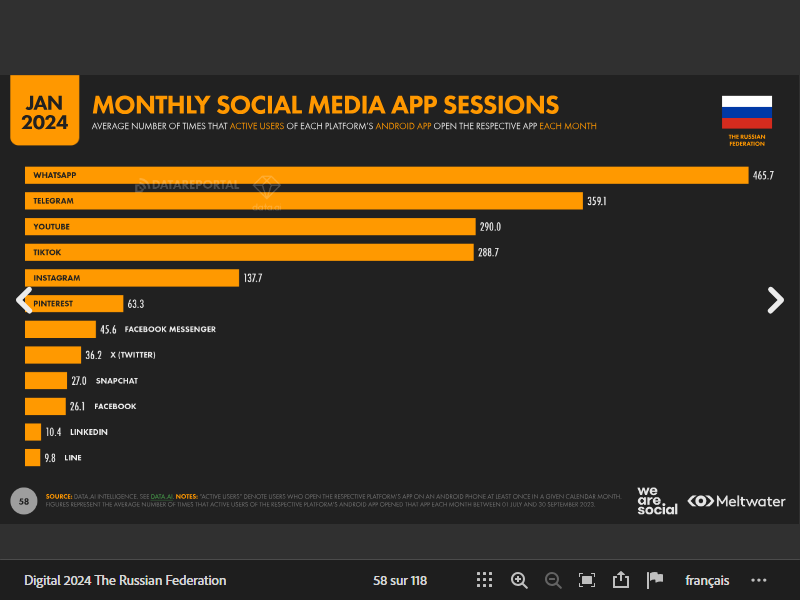 JAN
2024
MONTHLY SOCIAL MEDIA APP SESSIONS
AVERAGE NUMBER OF TIMES THAT ACTIVE USERS OF EACH PLATFORM'S ANDROID APP OPEN THE RESPECTIVE APP EACH MONTH
THE RUSSIAN
FEDERATION
WHATSAPP 465.7
DATAREPORTAL
TELEGRAM 359.1
YOUTUBE 290.0
TIKTOK 288.7
INSTAGRAM 137.7
PINTEREST 63.3
45.6 FACEBOOK MESSENGER
36.2 X (TWITTER)
27.0 SNAPCHAT
26.1 FACEBOOK
10.4 LINKEDIN
9.8 LINE
58
SOURCE: DATA.AI INTELLIGENCE. SEE DATA.AI. NOTES: "ACTIVE USERS" DENOTE USERS WHO OPEN THE RESPECTIVE PLATFORM'S APP ON AN ANDROID PHONE AT LEAST ONCE IN A GIVEN CALENDAR MONTH.
FIGURES REPRESENT THE AVERAGE NUMBER OF TIMES THAT ACTIVE USERS OF THE RESPECTIVE PLATFORM'S ANDROID APP OPENED THAT APP EACH MONTH BETWEEN 01 JULY AND 30 SEPTEMBER 2023.
we
are
social
Meltwater
Digital 2024 The Russian Federation
58 sur 118
français